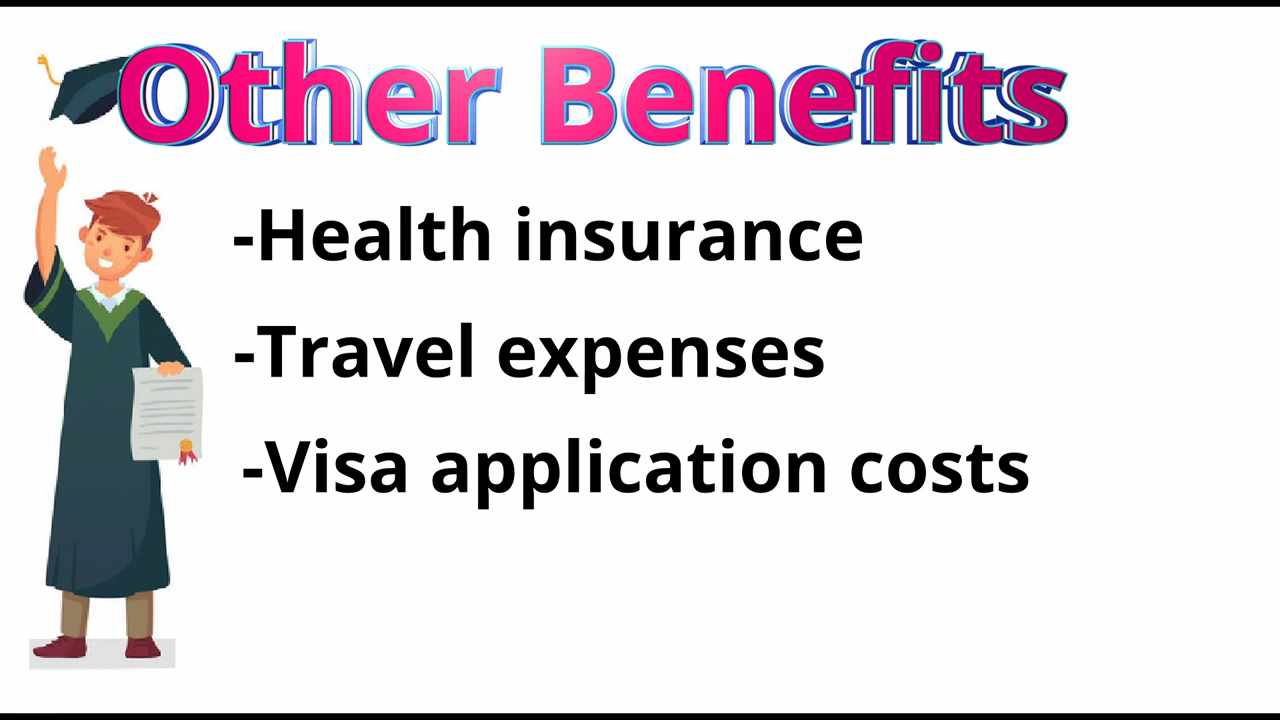 Other Benefits
-Health insurance
-Travel expenses
-Visa application costs